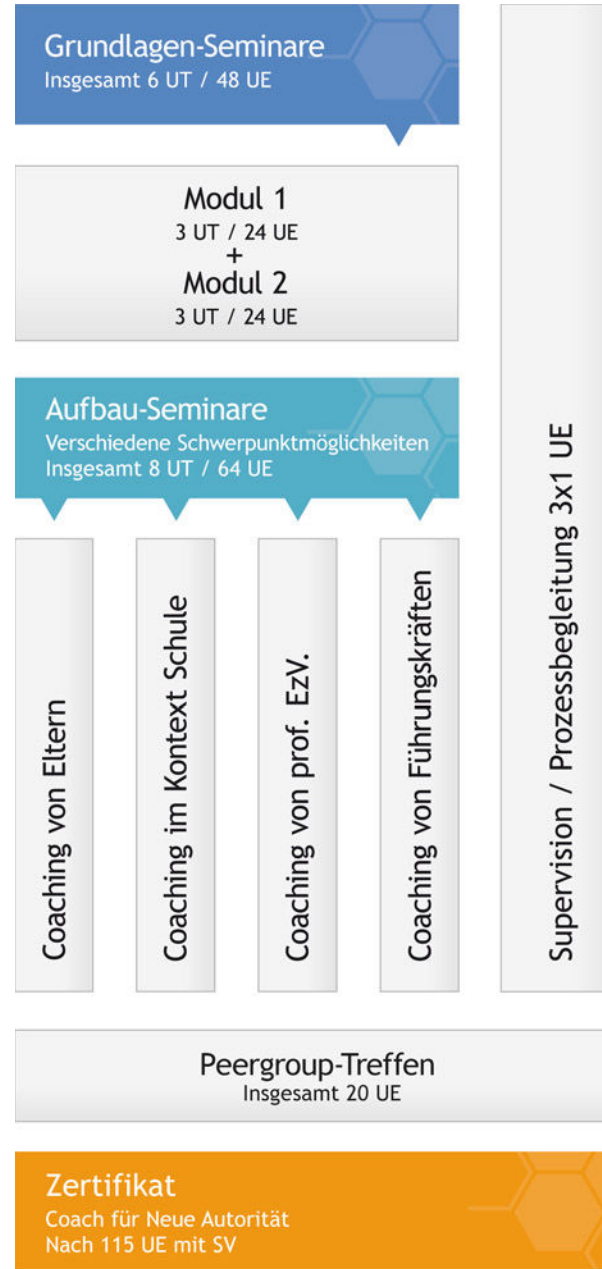 Grundlagen-Seminare
Insgesamt 6 UT / 48 UE
Modul 1
3 UT / 24 UE
+
Modul 2
3 UT / 24 UE
Aufbau-Seminare
Verschiedene Schwerpunktmöglichkeiten
Insgesamt 8 UT / 64 UE
Coaching von Eltern
Coaching im Kontext Schule
Coaching von prof. EzV.
Coaching von Führungskräften
Supervision / Prozessbegleitung 3x1 UE
Peergroup-Treffen
Insgesamt 20 UE
Zertifikat
Coach für Neue Autorität
Nach 115 UE mit SV